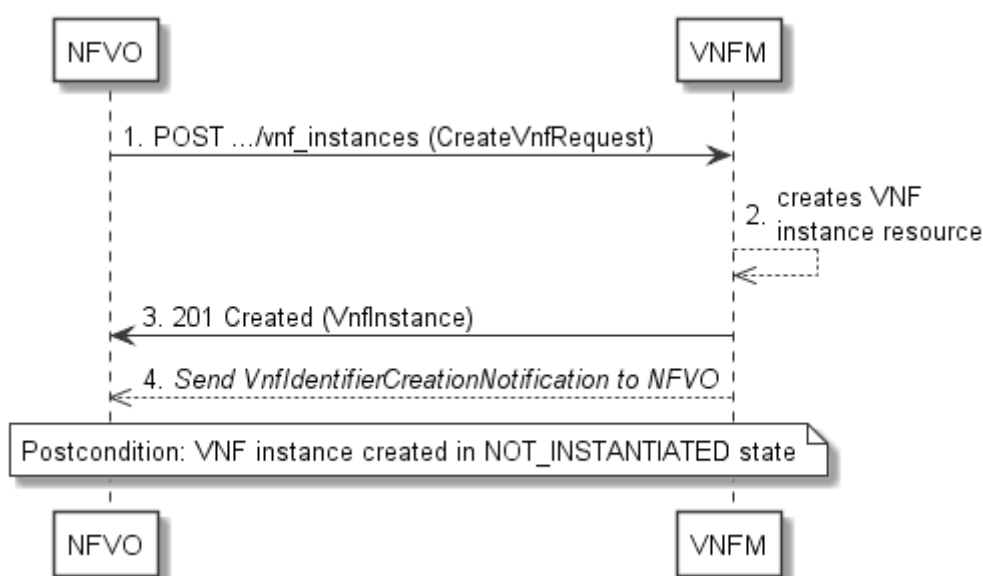 NFVO
VNFM
1. POST .../vnf_instances (CreateVnfRequest)
2. creates VNF
instance resource
3. 201 Created (VnfInstance)
4. Send VnfIdentifierCreationNotification to NFVO
Postcondition: VNF instance created in NOT_INSTANTIATED state
NFVO
VNFM